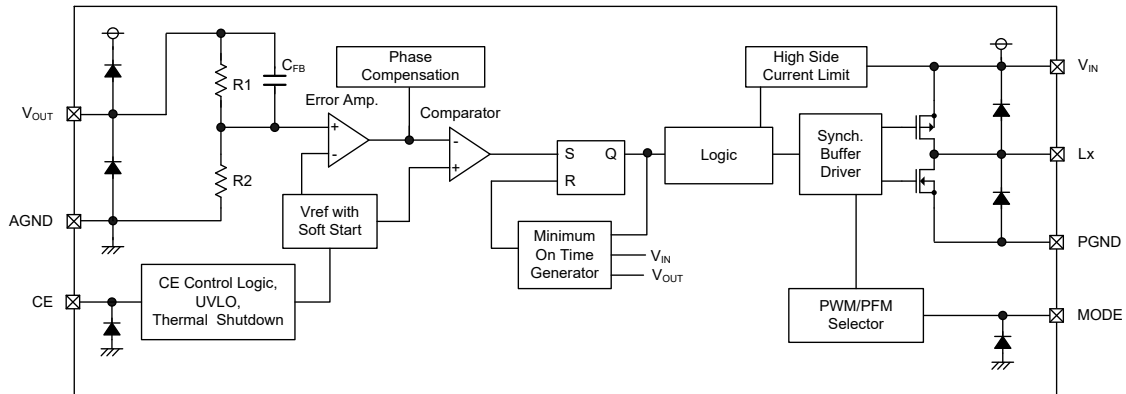 Phase
Compensation
High Side
Current Limit
VIN
R1
CFB
Error Amp.
Comparator
VOUT
+
-
-
+
S
Q
R
Logic
Synch.
Buffer
Driver
Lx
R2
AGND
Vref with
Soft Start
Minimum
On Time
Generator
VIN
VOUT
PGND
CE
CE Control Logic,
UVLO,
Thermal Shutdown
PWM/PFM
Selector
MODE